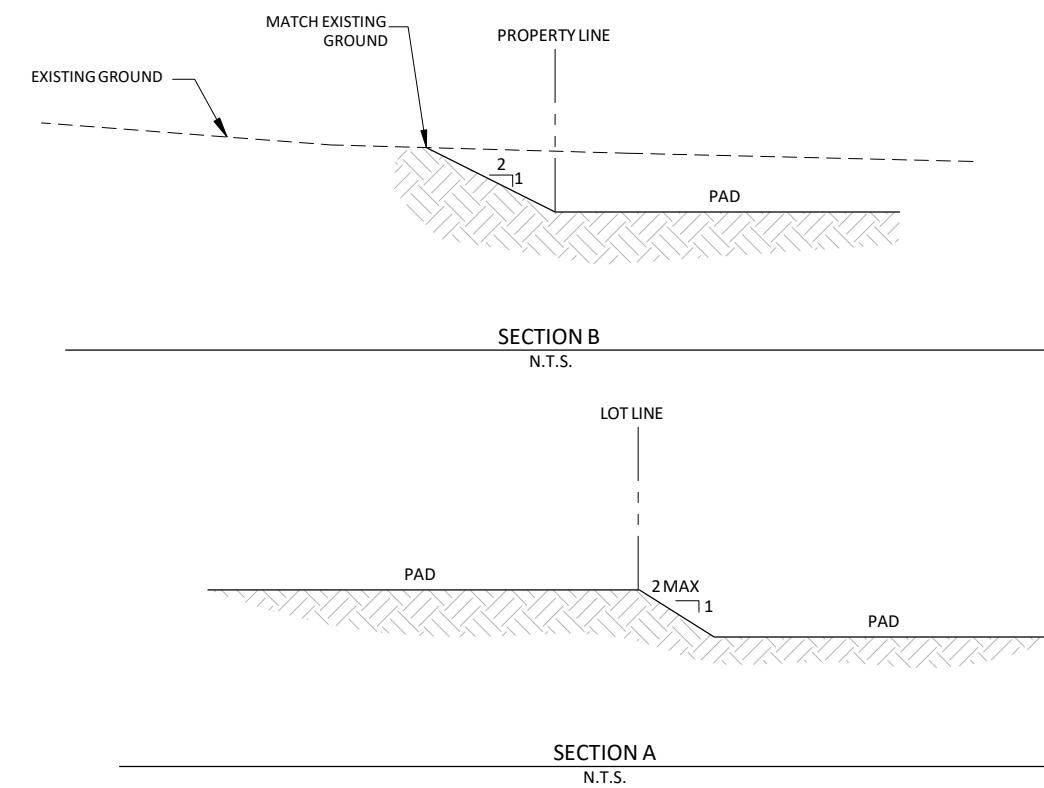 MATCH EXISTING
GROUND
PROPERTY LINE
EXISTING GROUND
2
1
PAD
SECTION B
N.T.S.
LOT LINE
PAD
2 MAX
1
PAD
SECTION A
N.T.S.